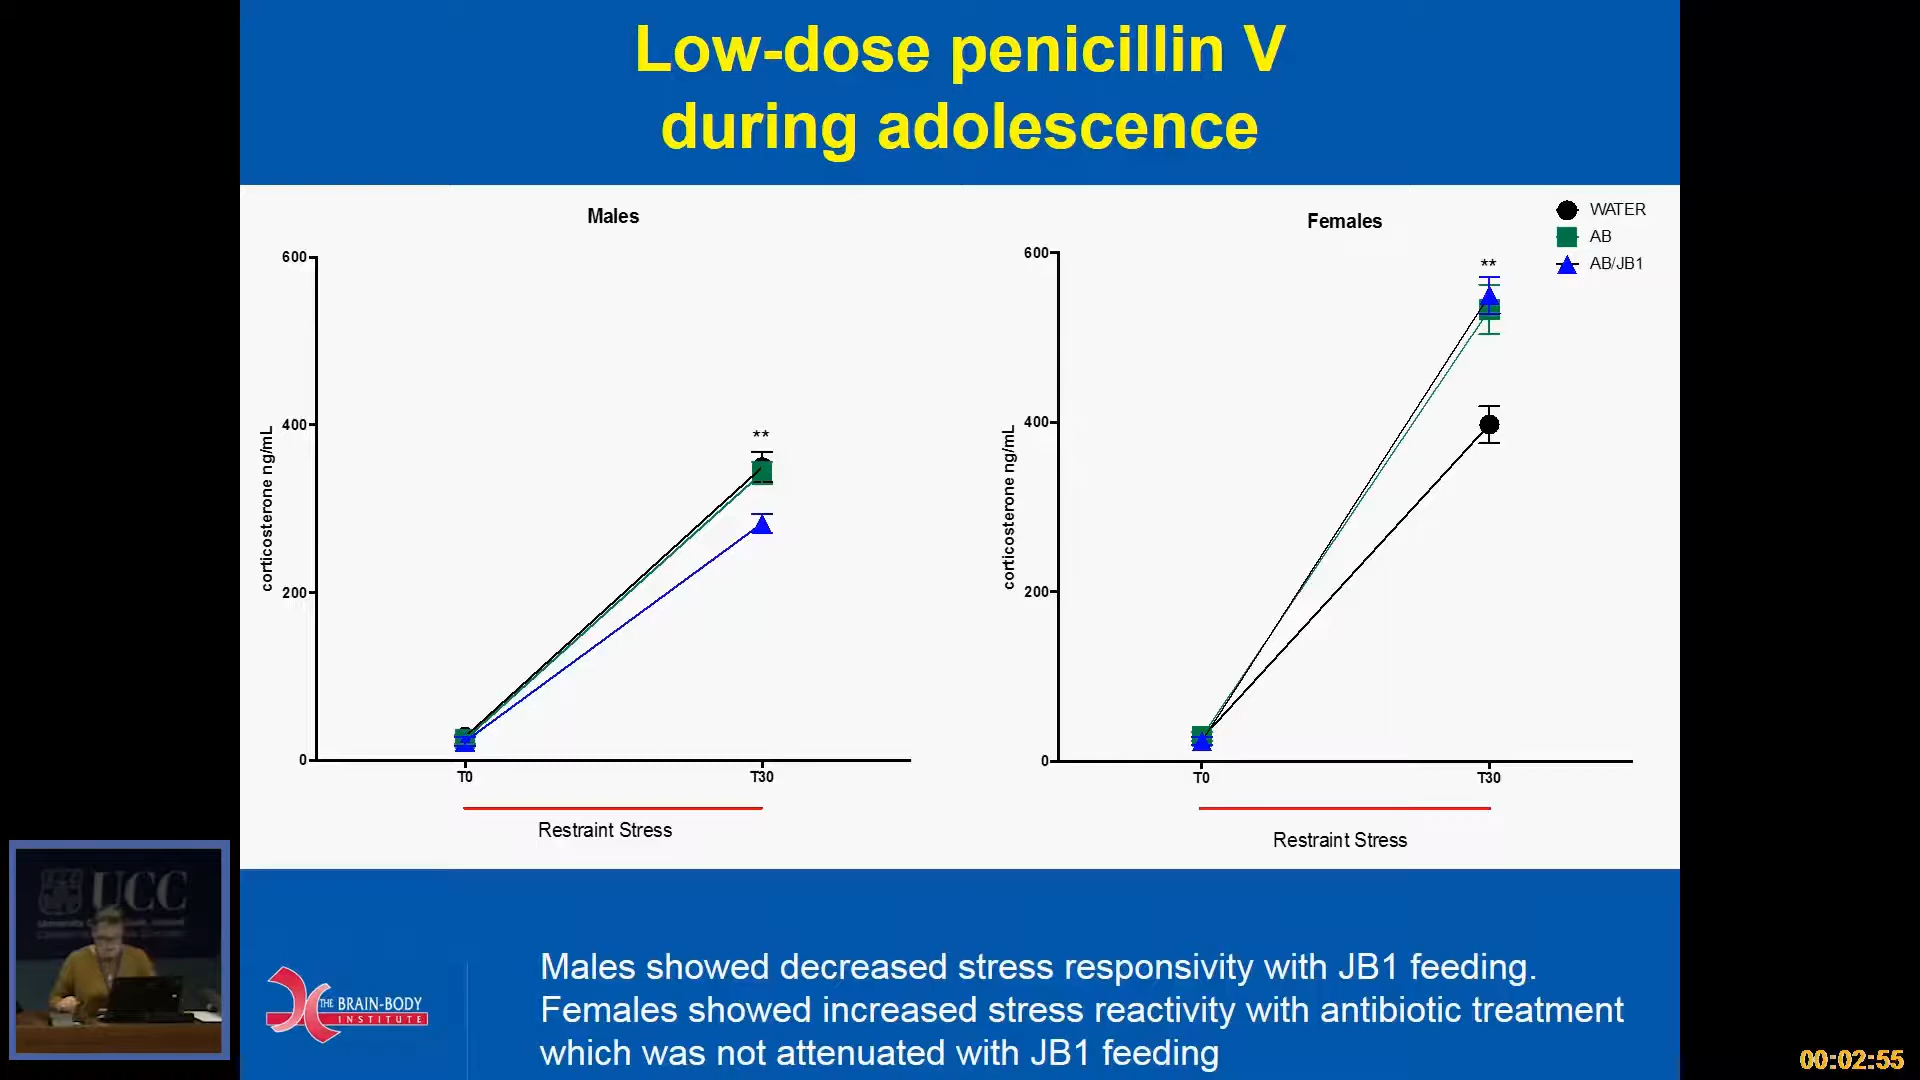 Low-dose penicillin V
during adolescence
Males
600
400
200
0
corticosterone ng/mL
**
T0
T30
Restraint Stress
Females
WATER
AB
AB/JB1
600
400
200
0
corticosterone ng/mL
**
T0
T30
Restraint Stress
UCC
THE BRAIN-BODY
INSTITUTE
Males showed decreased stress responsivity with JB1 feeding.
Females showed increased stress reactivity with antibiotic treatment
which was not attenuated with JB1 feeding
00:02:55